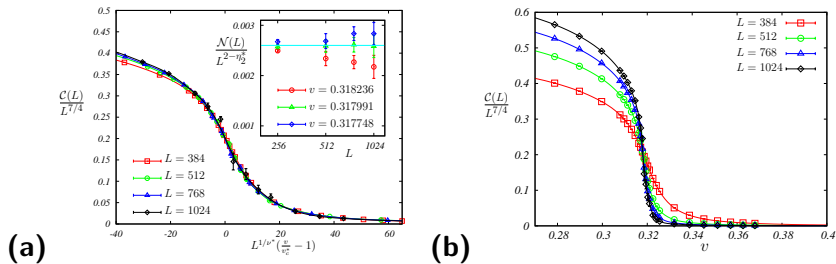 (a)
C(L)
L^{7/4}
0.5
0.45
0.4
0.35
0.3
0.25
0.2
0.15
0.1
0.05
0
-40
-20
0
20
40
60
L^{1/ν*}(v/v_c* − 1)
L = 384
L = 512
L = 768
L = 1024
N(L)
L^{2−η_2*}
0.003
0.002
0.001
256
512
1024
L
v = 0.318236
v = 0.317991
v = 0.317748
(b)
C(L)
L^{7/4}
0.6
0.5
0.4
0.3
0.2
0.1
0
0.28
0.3
0.32
0.34
0.36
0.38
0.4
v
L = 384
L = 512
L = 768
L = 1024